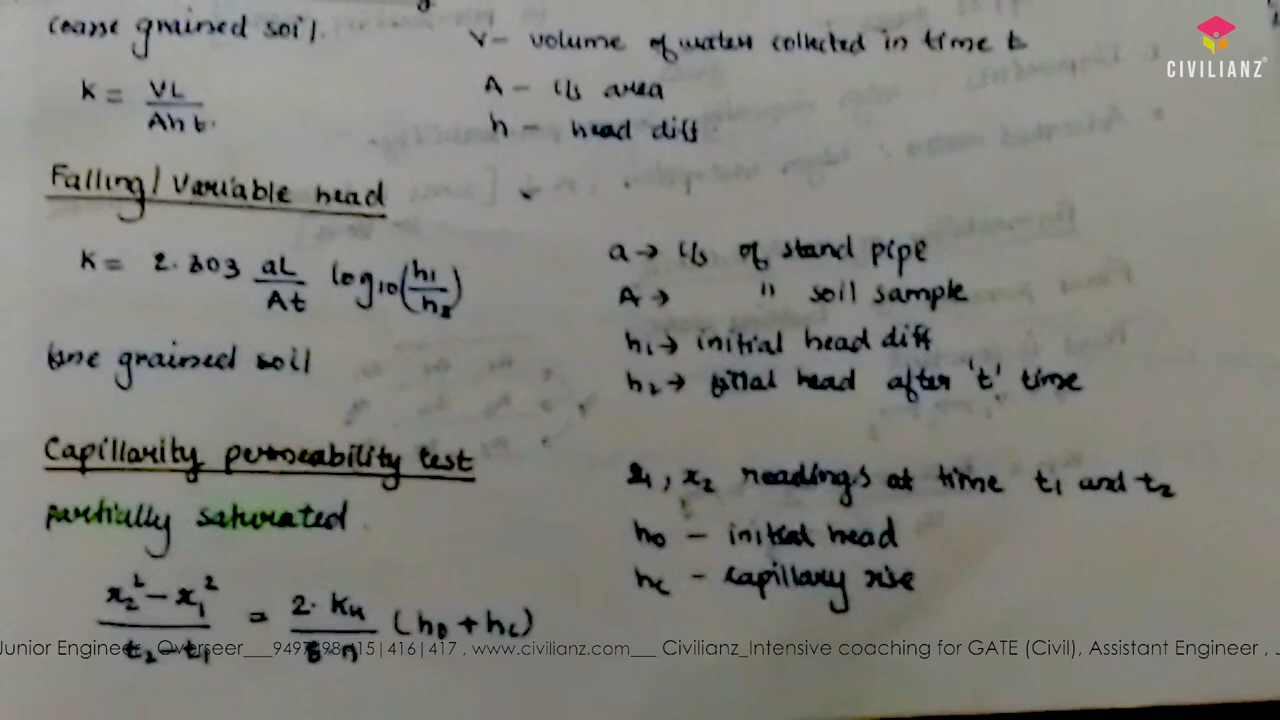 coarse grained soil.
V - volume of water collected in time t
K = VL / Aht.
A - c/s area
h - head diff
Falling / Variable head
K = 2.303 aL / At log10 (h1 / h2)
a → c/s of stand pipe
A → " soil sample
h1 → initial head diff
fine grained soil
h2 → final head after 't' time
Capillarity permeability test
partially saturated
x1, x2 readings at time t1 and t2
h0 - initial head
hc - capillary rise
x2² - x1² / t2 - t1 = 2. Ku / S n (h0 + hc)
CIVILIANZ
Junior Engineer, Overseer___ 415|416|417 , www.civilianz.com___ Civilianz_Intensive coaching for GATE (Civil), Assistant Engineer , J